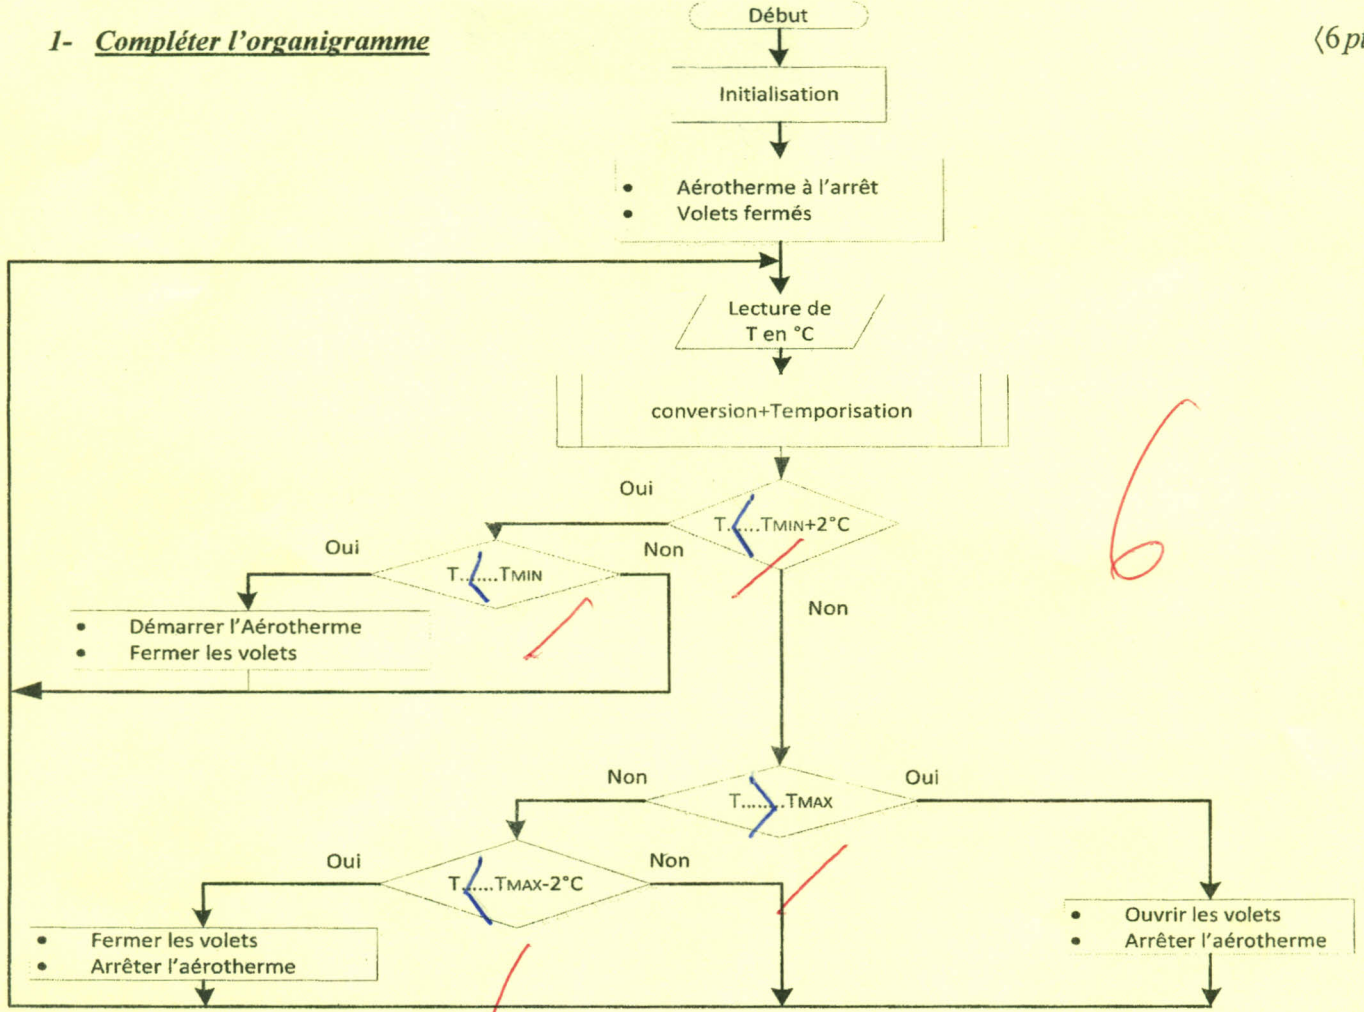 Début
1- Compléter l'organigramme
⟨6 pt
Initialisation
• Aérotherme à l'arrêt
• Volets fermés
Lecture de
T en °C
conversion+Temporisation
6
Oui
T...<...TMIN+2°C
Oui
Non
T...<...TMIN
Non
• Démarrer l'Aérotherme
• Fermer les volets
Non
Oui
T...>...TMAX
Oui
Non
T...<...TMAX-2°C
• Ouvrir les volets
• Arrêter l'aérotherme
• Fermer les volets
• Arrêter l'aérotherme